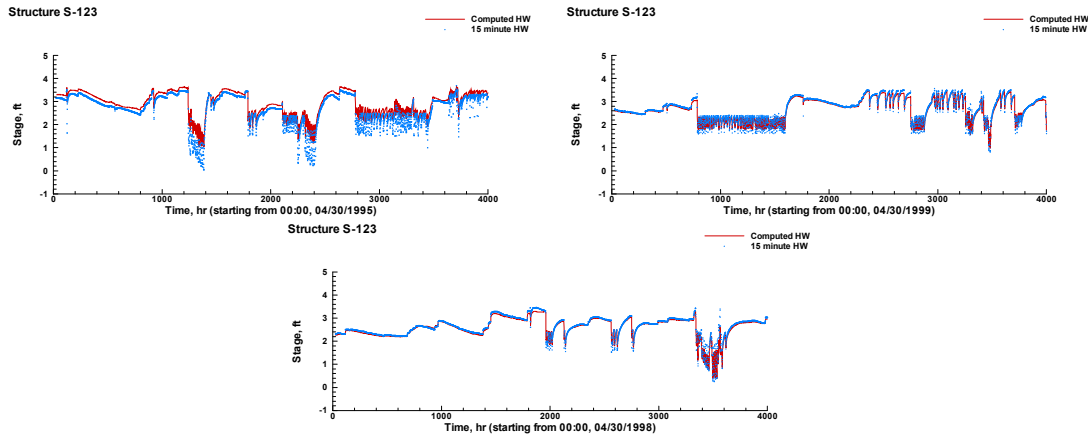 Structure S-123
Computed HW
15 minute HW
Stage, ft
5
4
3
2
1
0
-1
0
1000
2000
3000
4000
Time, hr (starting from 00:00, 04/30/1995)
Structure S-123
Computed HW
15 minute HW
Stage, ft
5
4
3
2
1
0
-1
0
1000
2000
3000
4000
Time, hr (starting from 00:00, 04/30/1999)
Structure S-123
Computed HW
15 minute HW
Stage, ft
5
4
3
2
1
0
-1
0
1000
2000
3000
4000
Time, hr (starting from 00:00, 04/30/1998)